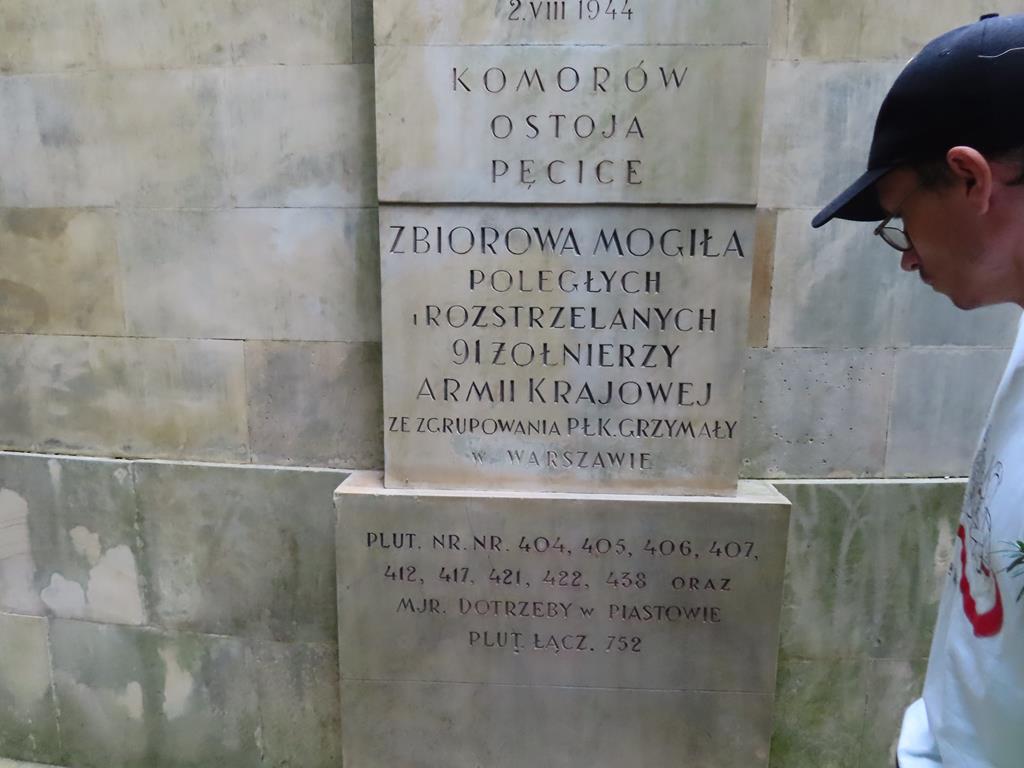 2.VIII 1944
KOMORÓW
OSTOJA
PĘCICE
ZBIOROWA MOGIŁA
POLEGŁYCH
I ROZSTRZELANYCH
91 ŻOŁNIERZY
ARMII KRAJOWEJ
ZE ZGRUPOWANIA PŁK. GRZYMAŁY
W WARSZAWIE
PLUT. NR. NR. 404, 405, 406, 407,
412, 417, 421, 422, 438 ORAZ
MJR. DOTRZEBY W PIASTOWIE
PLUT. ŁĄCZ. 752